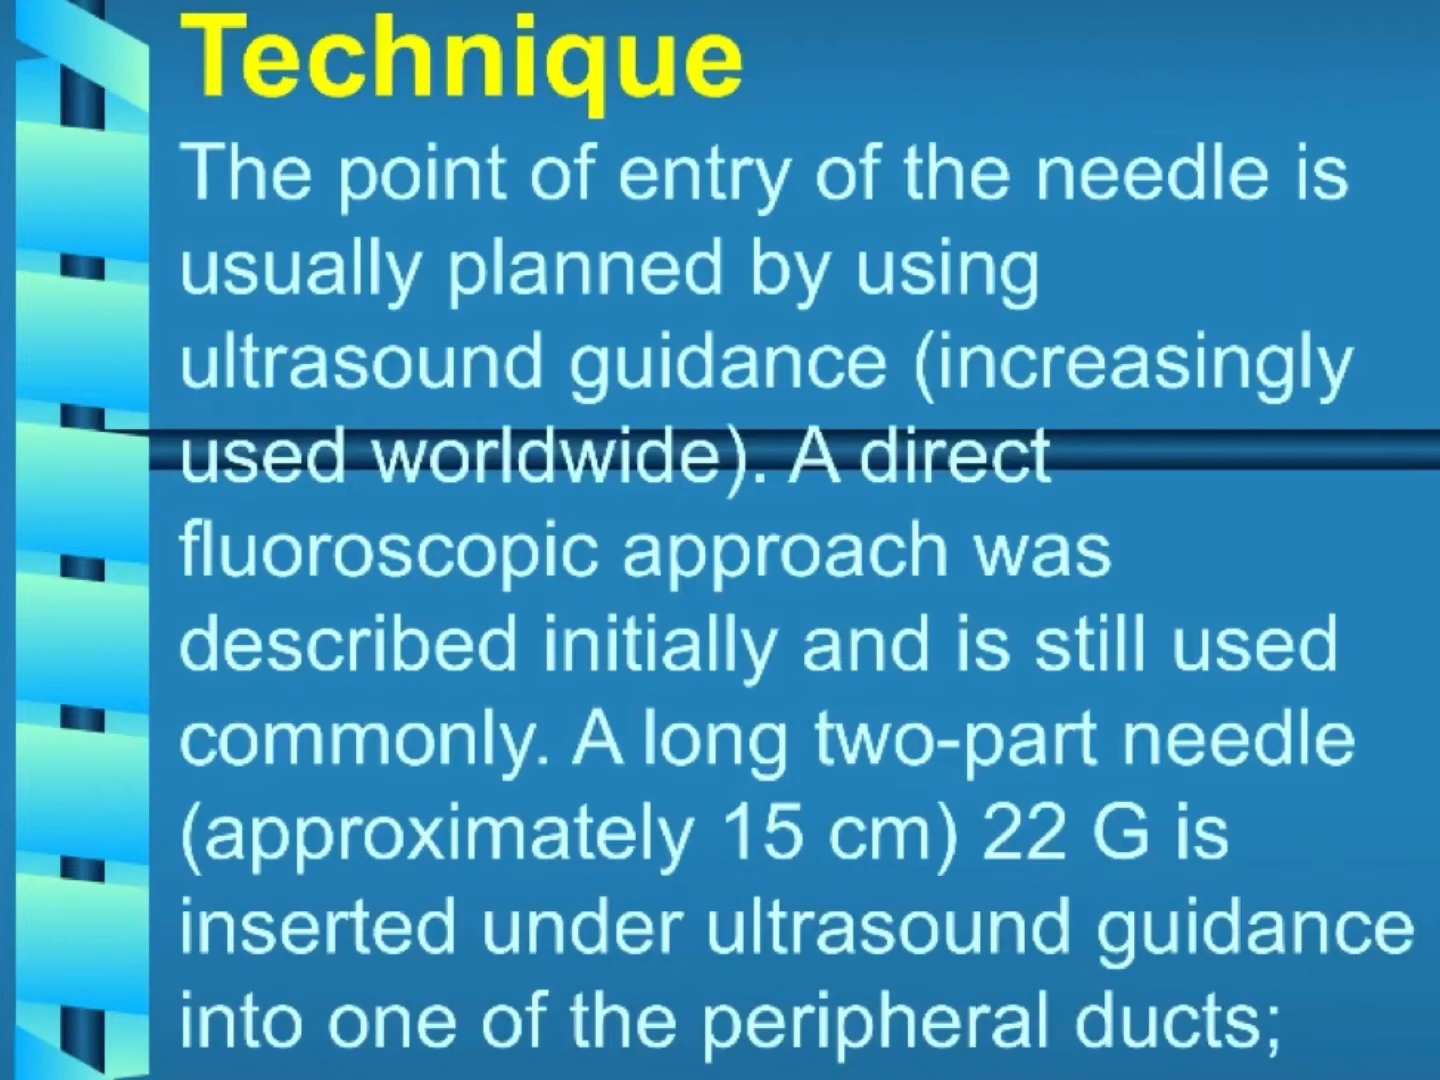 Technique
The point of entry of the needle is
usually planned by using
ultrasound guidance (increasingly
used worldwide). A direct
fluoroscopic approach was
described initially and is still used
commonly. A long two-part needle
(approximately 15 cm) 22 G is
inserted under ultrasound guidance
into one of the peripheral ducts;